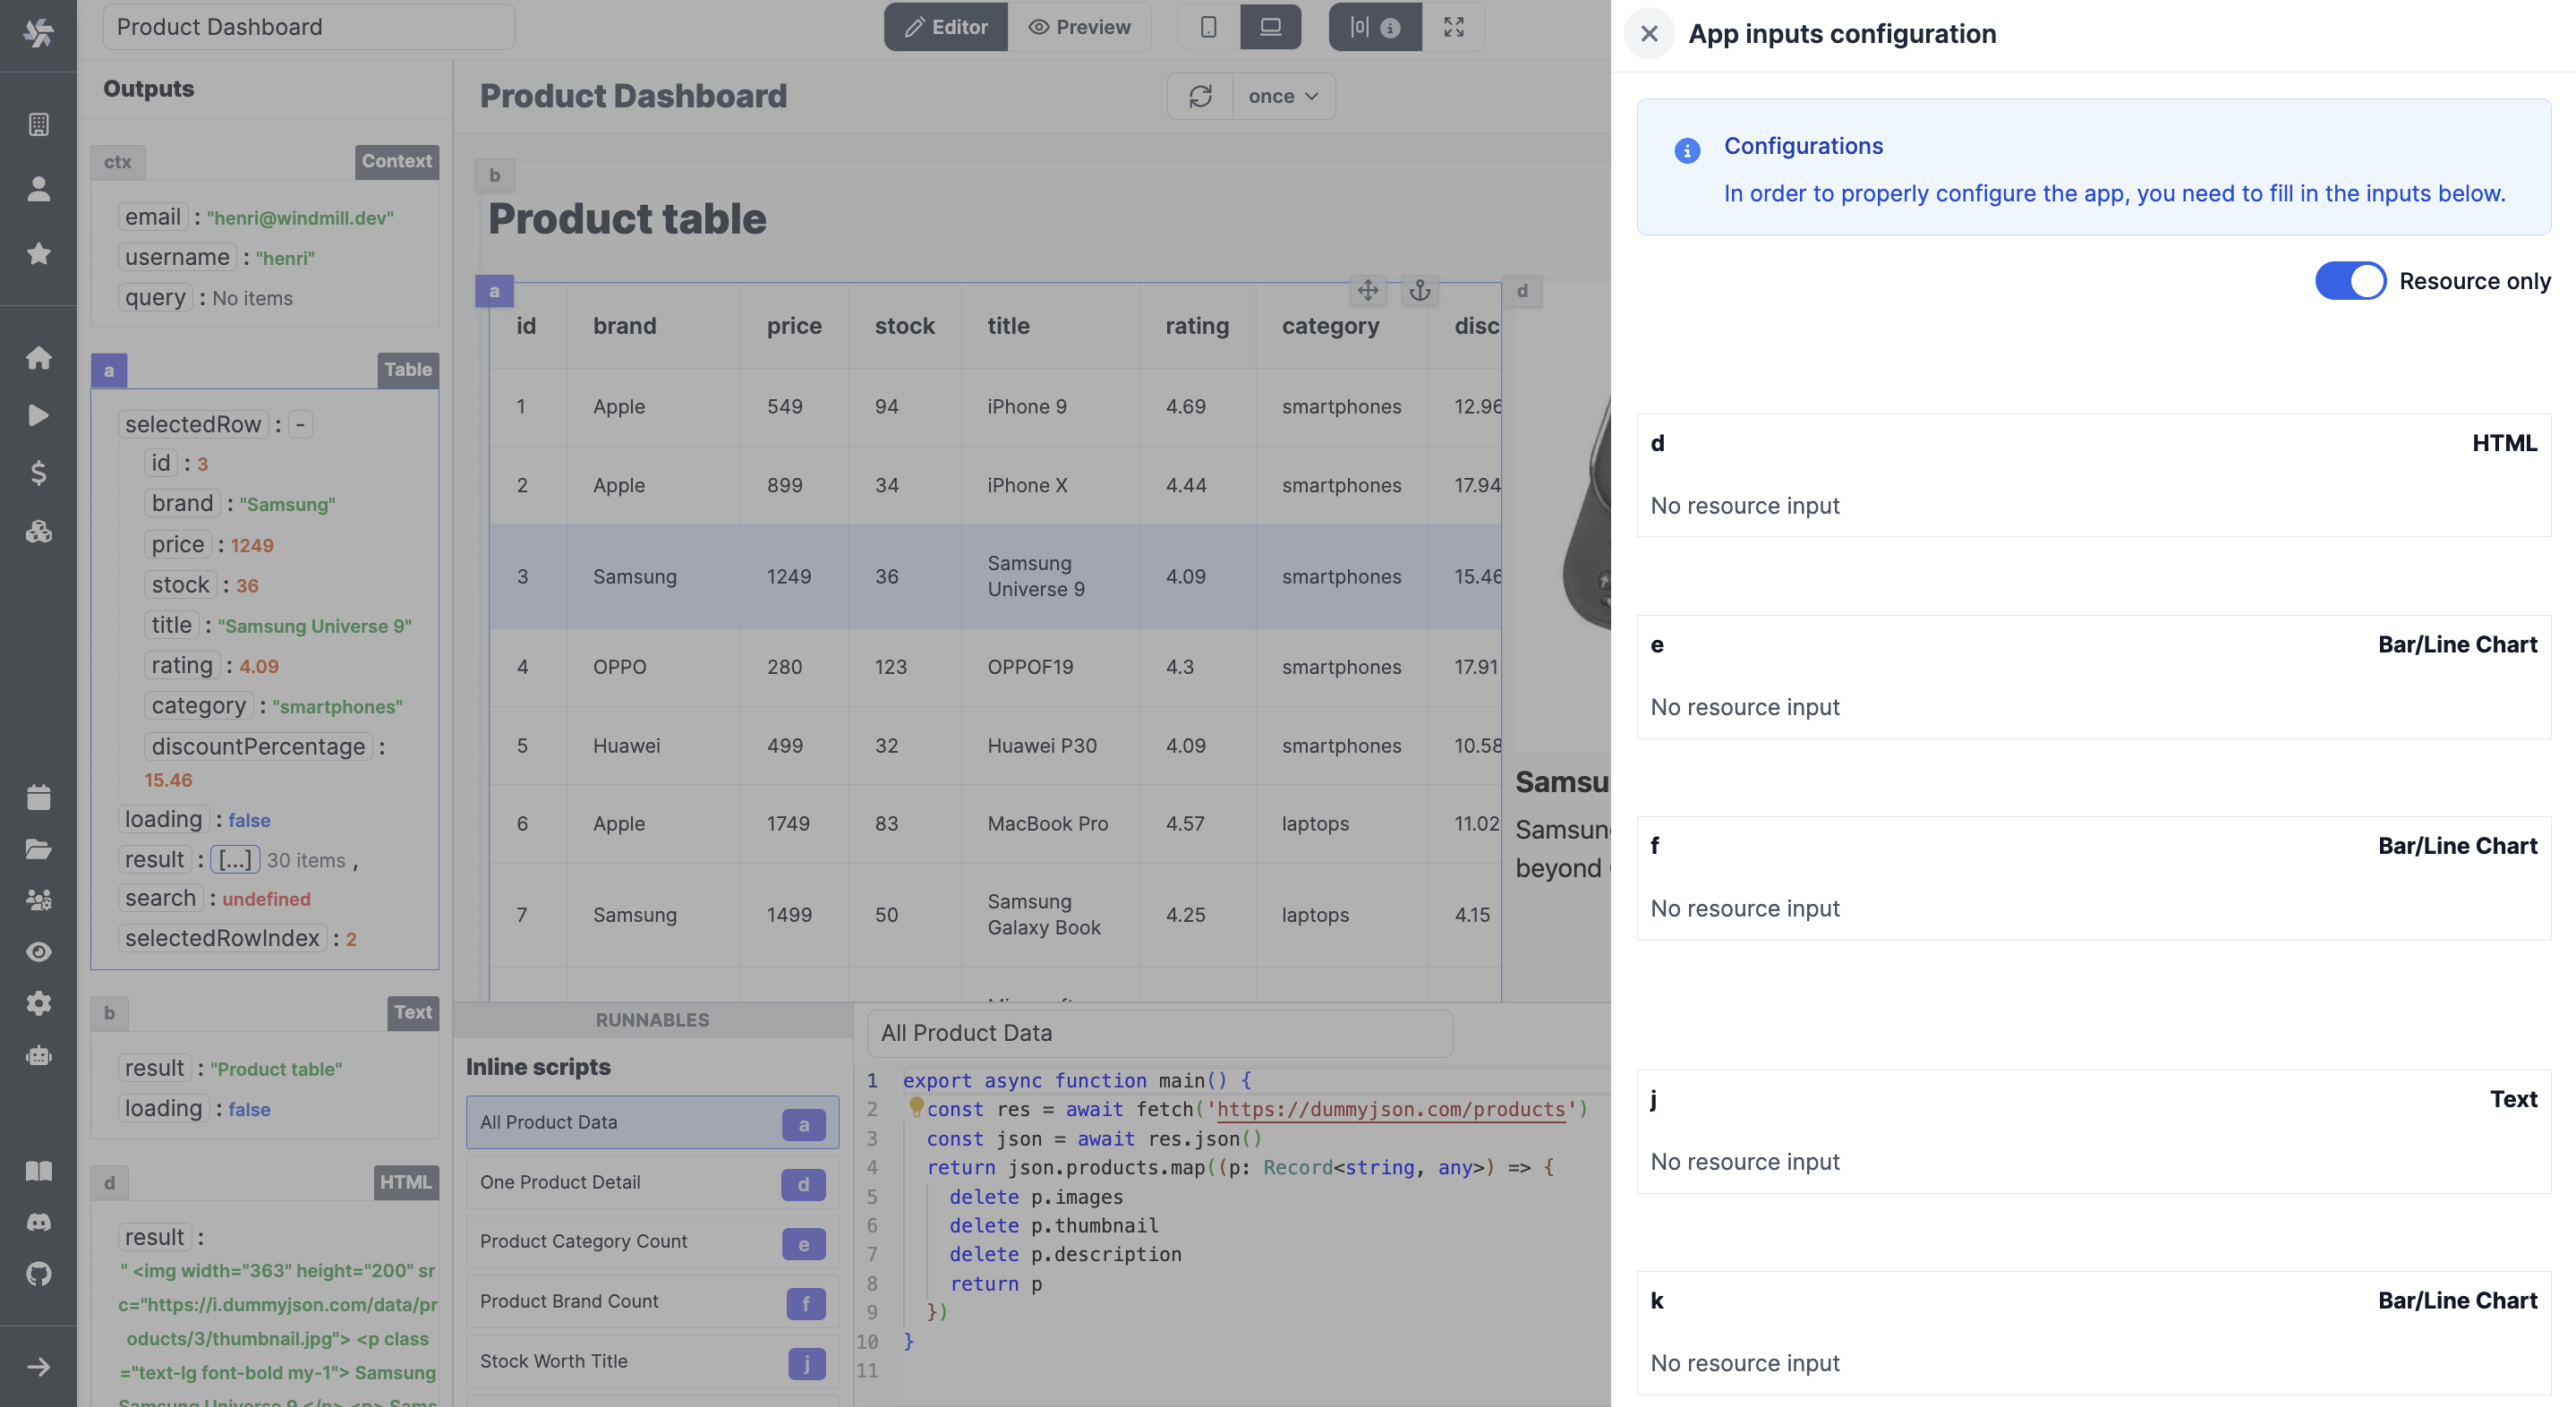 Product Dashboard
Editor
Preview
Outputs
ctx
Context
email : "henri@windmill.dev"
username : "henri"
query : No items
a
Table
selectedRow : -
id : 3
brand : "Samsung"
price : 1249
stock : 36
title : "Samsung Universe 9"
rating : 4.09
category : "smartphones"
discountPercentage :
15.46
loading : false
result : [...] 30 items ,
search : undefined
selectedRowIndex : 2
b
Text
result : "Product table"
loading : false
d
HTML
result :
" <img width="363" height="200" sr
c="https://i.dummyjson.com/data/pr
oducts/3/thumbnail.jpg"> <p class
="text-lg font-bold my-1"> Samsung
Samsung Universe 9 </p> <p> Sams
Product Dashboard
once
b
Product table
a
d
id brand price stock title rating category disc
1 Apple 549 94 iPhone 9 4.69 smartphones 12.96
2 Apple 899 34 iPhone X 4.44 smartphones 17.94
3 Samsung 1249 36 Samsung Universe 9 4.09 smartphones 15.46
4 OPPO 280 123 OPPOF19 4.3 smartphones 17.91
5 Huawei 499 32 Huawei P30 4.09 smartphones 10.58
6 Apple 1749 83 MacBook Pro 4.57 laptops 11.02
7 Samsung 1499 50 Samsung Galaxy Book 4.25 laptops 4.15
Samsu
Samsun
beyond
RUNNABLES
Inline scripts
All Product Data a
One Product Detail d
Product Category Count e
Product Brand Count f
Stock Worth Title j
All Product Data
1 export async function main() {
2 const res = await fetch('https://dummyjson.com/products')
3 const json = await res.json()
4 return json.products.map((p: Record<string, any>) => {
5 delete p.images
6 delete p.thumbnail
7 delete p.description
8 return p
9 })
10 }
11
App inputs configuration
Configurations
In order to properly configure the app, you need to fill in the inputs below.
Resource only
d HTML
No resource input
e Bar/Line Chart
No resource input
f Bar/Line Chart
No resource input
j Text
No resource input
k Bar/Line Chart
No resource input